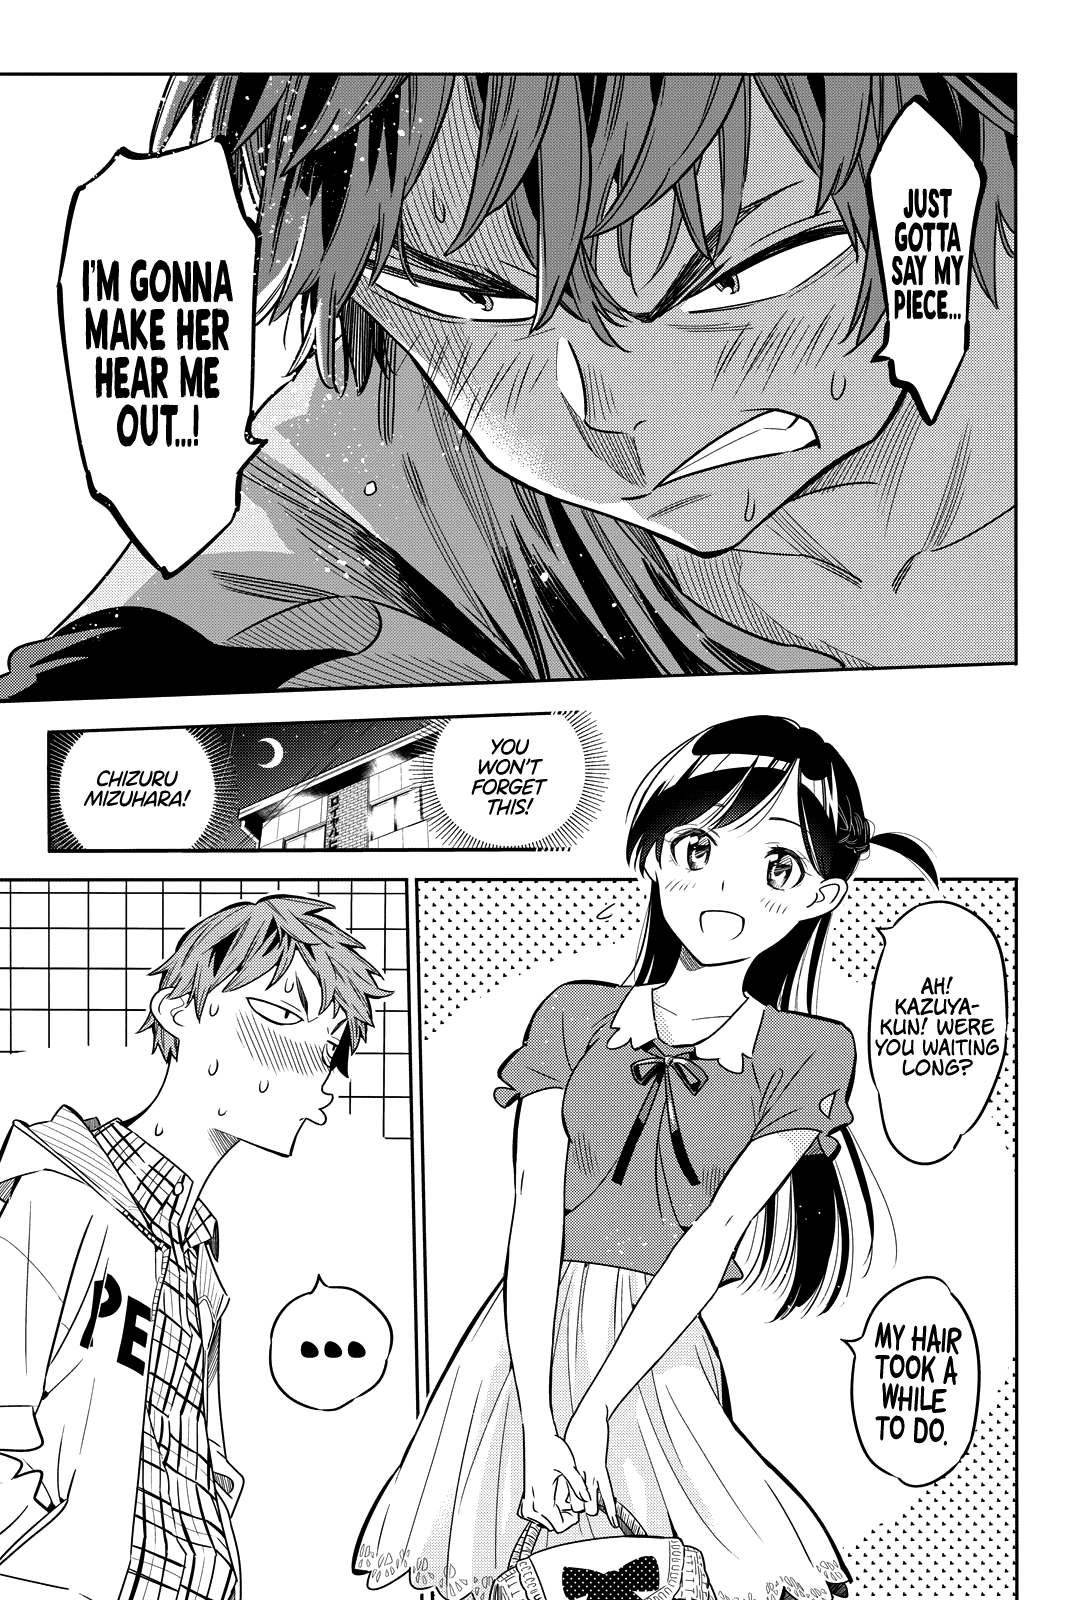 JUST
GOTTA
SAY MY
PIECE...
I'M GONNA
MAKE HER
HEAR ME
OUT...!
YOU
WON'T
FORGET
THIS!
CHIZURU
MIZUHARA!
AH!
KAZUYA-
KUN! WERE
YOU WAITING
LONG?
MY HAIR
TOOK A
WHILE
TO DO.
...
PE